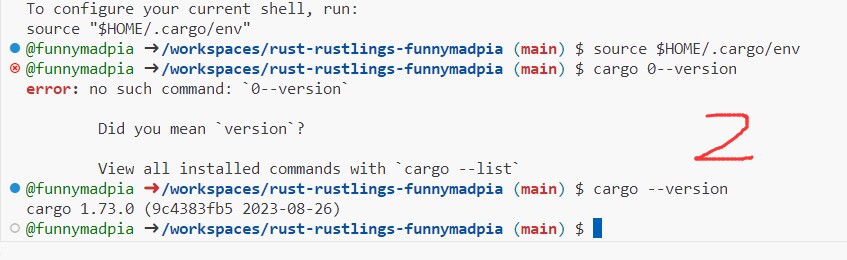 To configure your current shell, run:
source "$HOME/.cargo/env"
@funnymadpia ➜ /workspaces/rust-rustlings-funnymadpia (main) $ source $HOME/.cargo/env
@funnymadpia ➜ /workspaces/rust-rustlings-funnymadpia (main) $ cargo 0--version
error: no such command: `0--version`
Did you mean `version`?
2
View all installed commands with `cargo --list`
@funnymadpia ➜ /workspaces/rust-rustlings-funnymadpia (main) $ cargo --version
cargo 1.73.0 (9c4383fb5 2023-08-26)
@funnymadpia ➜ /workspaces/rust-rustlings-funnymadpia (main) $